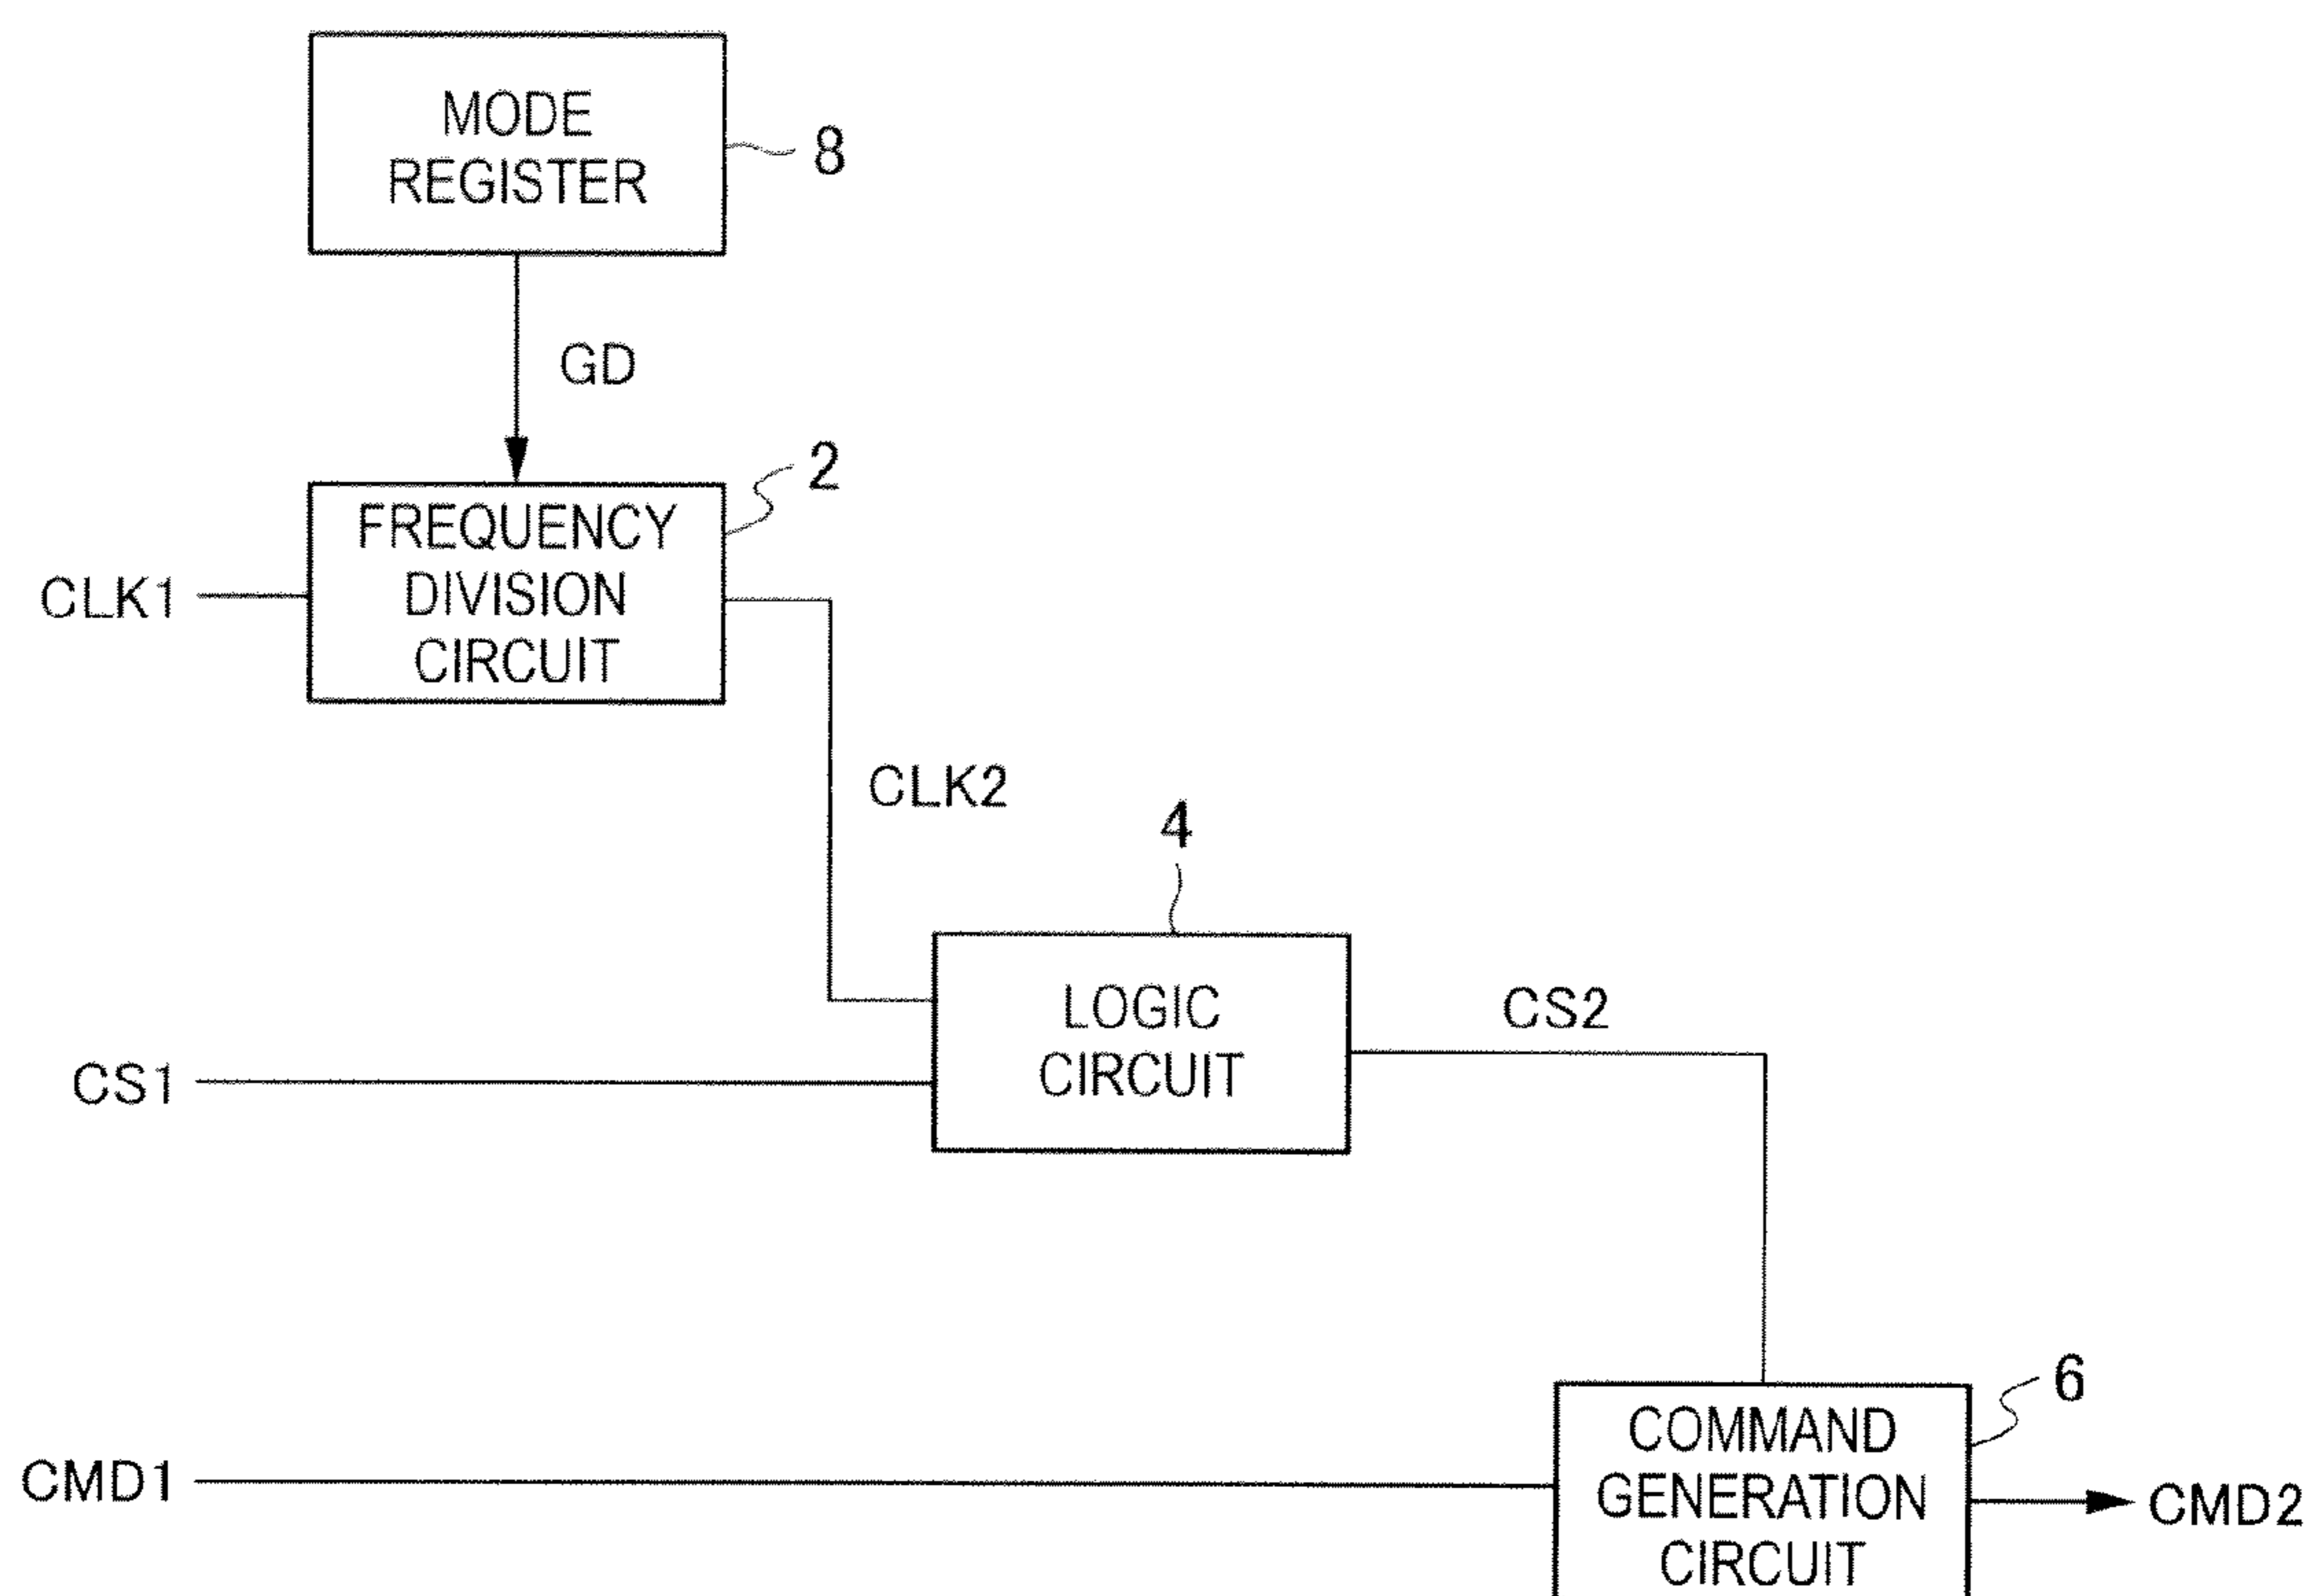 MODE
REGISTER
8
GD
2
FREQUENCY
DIVISION
CIRCUIT
CLK1
CLK2
4
LOGIC
CIRCUIT
CS2
CS1
6
COMMAND
GENERATION
CIRCUIT
CMD1
CMD2